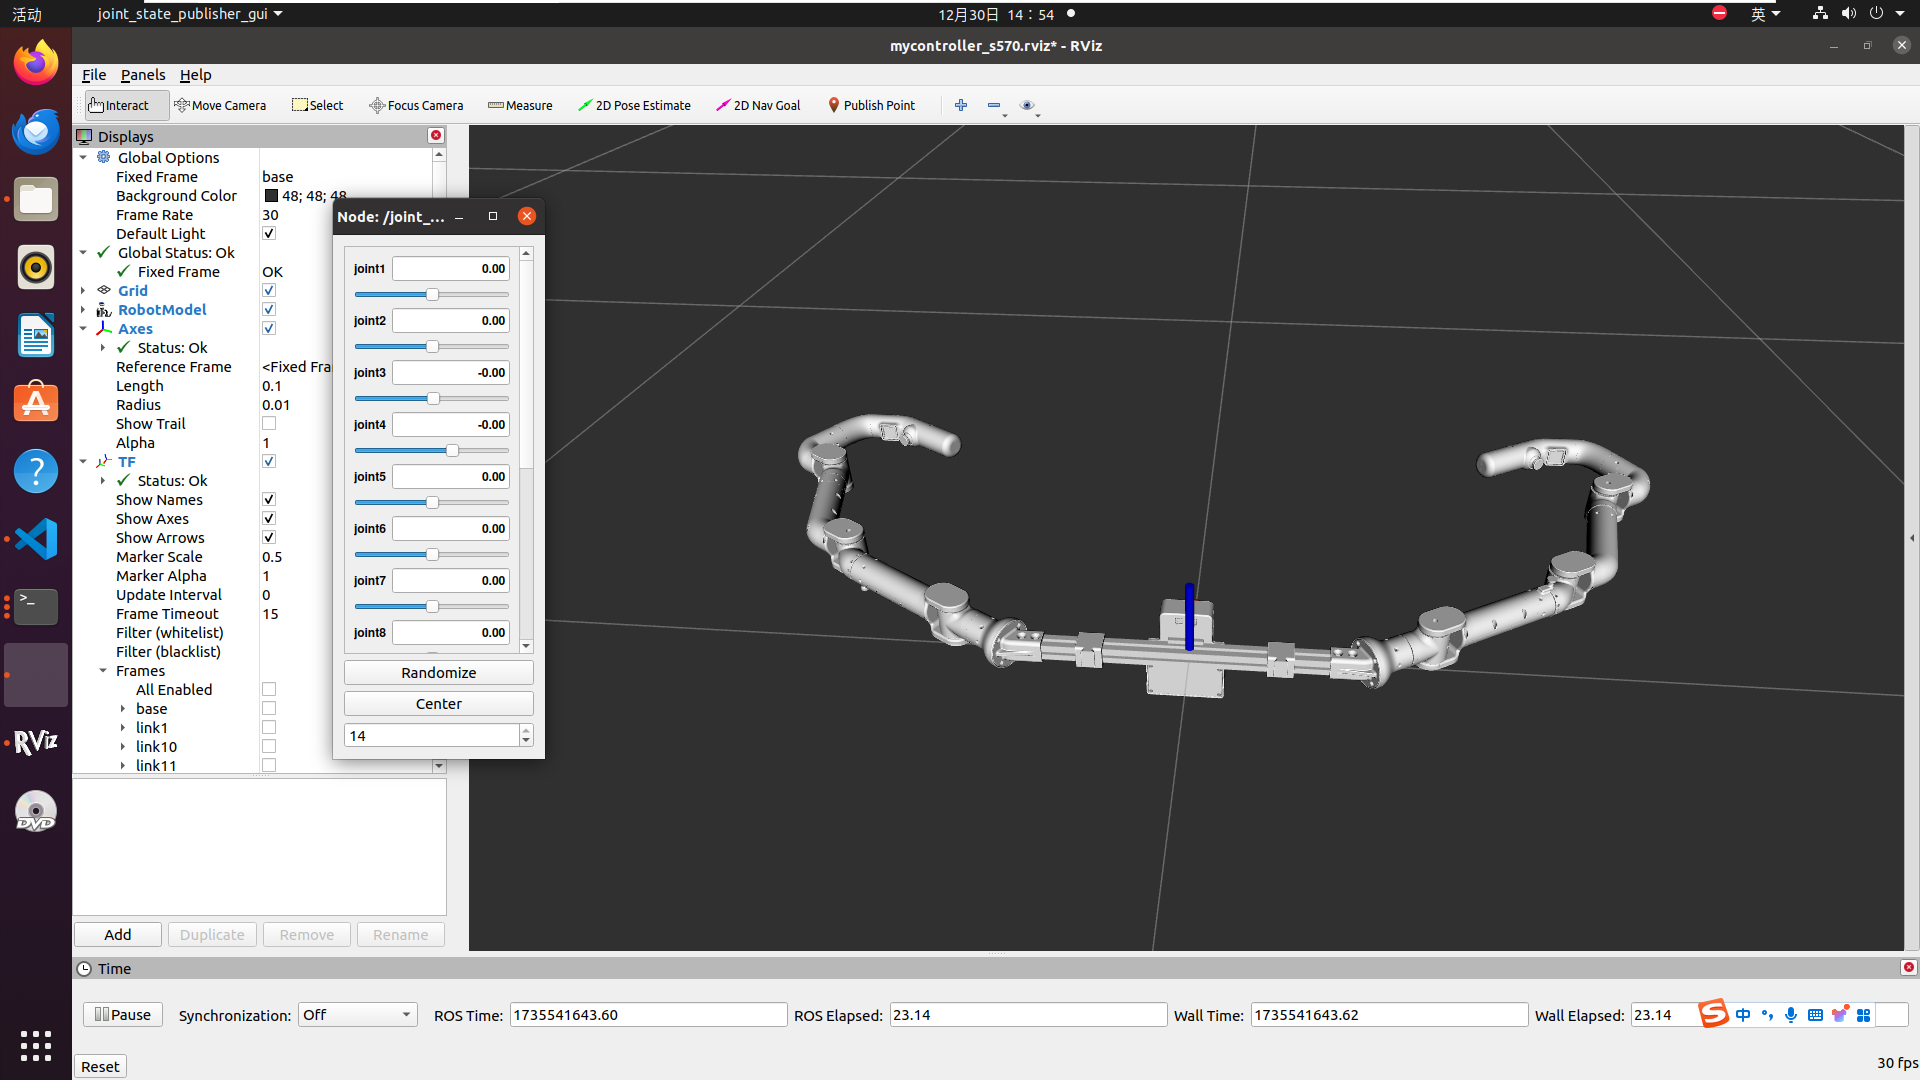 活动
joint_state_publisher_gui
12月30日 14：54
英
mycontroller_s570.rviz* - RViz
File Panels Help
Interact Move Camera Select Focus Camera Measure 2D Pose Estimate 2D Nav Goal Publish Point
Displays
Global Options
Fixed Frame base
Background Color 48; 48; 48
Frame Rate 30
Default Light
Global Status: Ok
Fixed Frame OK
Grid
RobotModel
Axes
Status: Ok
Reference Frame <Fixed Fra
Length 0.1
Radius 0.01
Show Trail
Alpha 1
TF
Status: Ok
Show Names
Show Axes
Show Arrows
Marker Scale 0.5
Marker Alpha 1
Update Interval 0
Frame Timeout 15
Filter (whitelist)
Filter (blacklist)
Frames
All Enabled
base
link1
link10
link11
Node: /joint_...
joint1 0.00
joint2 0.00
joint3 -0.00
joint4 -0.00
joint5 0.00
joint6 0.00
joint7 0.00
joint8 0.00
Randomize
Center
14
RViz
DVD
Add Duplicate Remove Rename
Time
Pause Synchronization: Off ROS Time: 1735541643.60 ROS Elapsed: 23.14 Wall Time: 1735541643.62 Wall Elapsed: 23.14
中
Reset
30 fps